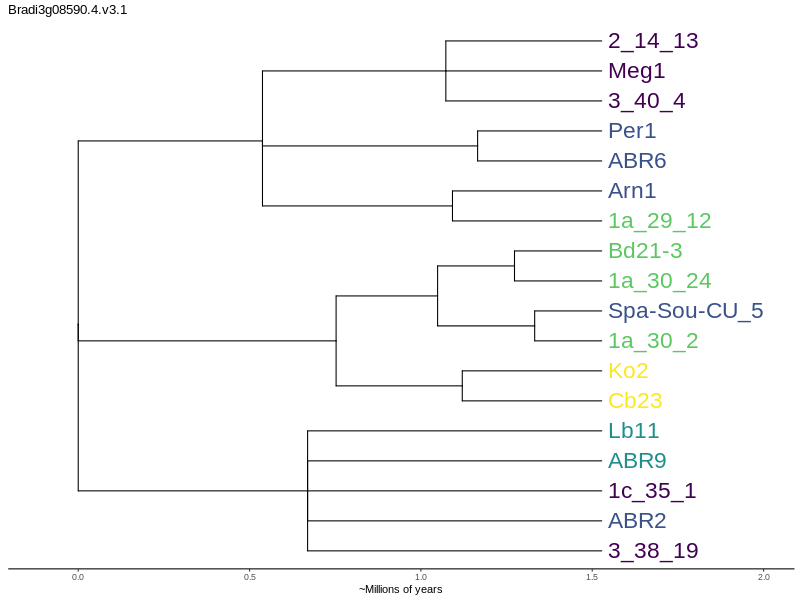 Bradi3g08590.4.v3.1
2_14_13
Meg1
3_40_4
Per1
ABR6
Arn1
1a_29_12
Bd21-3
1a_30_24
Spa-Sou-CU_5
1a_30_2
Ko2
Cb23
Lb11
ABR9
1c_35_1
ABR2
3_38_19
0.0 0.5 1.0 1.5 2.0
~Millions of years